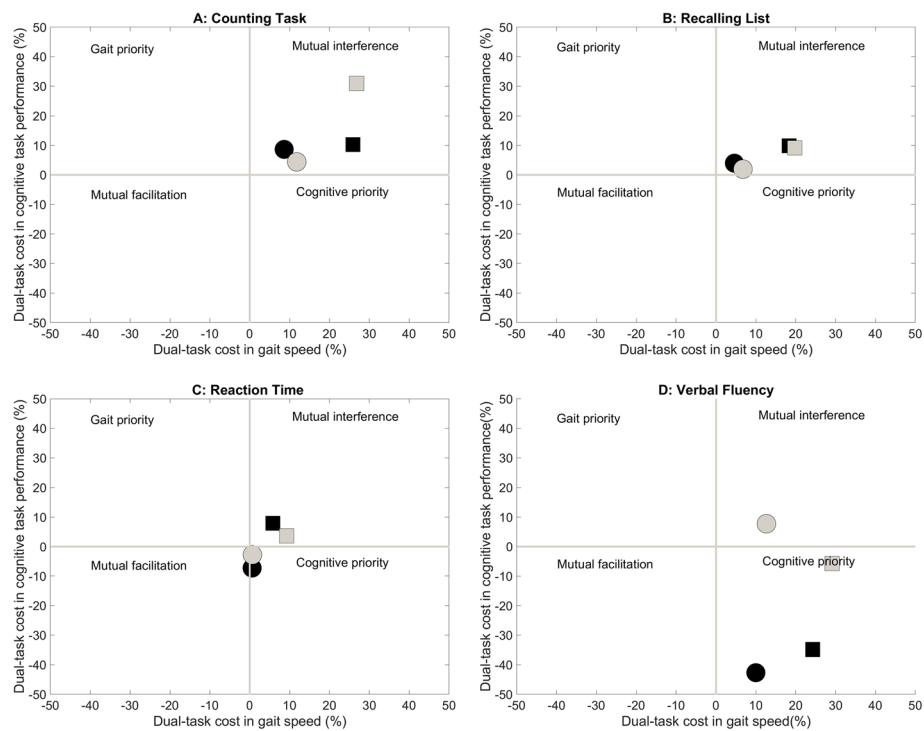 A: Counting Task
Dual-task cost in cognitive task performance (%)
50
40
30
20
10
0
-10
-20
-30
-40
-50
Gait priority
Mutual interference
Mutual facilitation
Cognitive priority
-50 -40 -30 -20 -10 0 10 20 30 40 50
Dual-task cost in gait speed (%)
B: Recalling List
Dual-task cost in cognitive task performance (%)
50
40
30
20
10
0
-10
-20
-30
-40
-50
Gait priority
Mutual interference
Mutual facilitation
Cognitive priority
-50 -40 -30 -20 -10 0 10 20 30 40 50
Dual-task cost in gait speed (%)
C: Reaction Time
Dual-task cost in cognitive task performance (%)
50
40
30
20
10
0
-10
-20
-30
-40
-50
Gait priority
Mutual interference
Mutual facilitation
Cognitive priority
-50 -40 -30 -20 -10 0 10 20 30 40 50
Dual-task cost in gait speed (%)
D: Verbal Fluency
Dual-task cost in cognitive task performance(%)
50
40
30
20
10
0
-10
-20
-30
-40
-50
Gait priority
Mutual interference
Mutual facilitation
Cognitive priority
-50 -40 -30 -20 -10 0 10 20 30 40 50
Dual-task cost in gait speed(%)